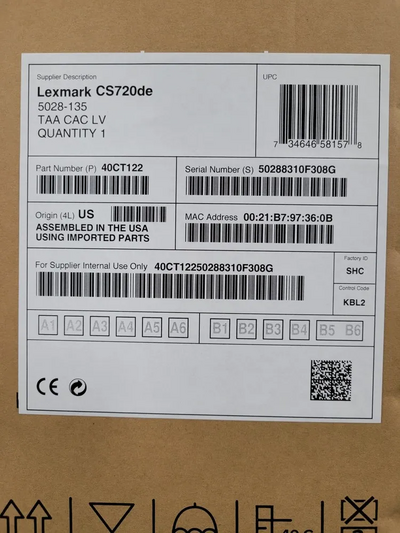 Supplier Description
Lexmark CS720de
5028-135
TAA CAC LV
QUANTITY 1
UPC
7 34646 58157 8
Part Number (P) 40CT122
Serial Number (S) 50288310F308G
Origin (4L) US
ASSEMBLED IN THE USA
USING IMPORTED PARTS
MAC Address 00:21:B7:97:36:0B
For Supplier Internal Use Only 40CT12250288310F308G
Factory ID
SHC
Control Code
KBL2
A1 A2 A3 A4 A5 A6 B1 B2 B3 B4 B5 B6
CE